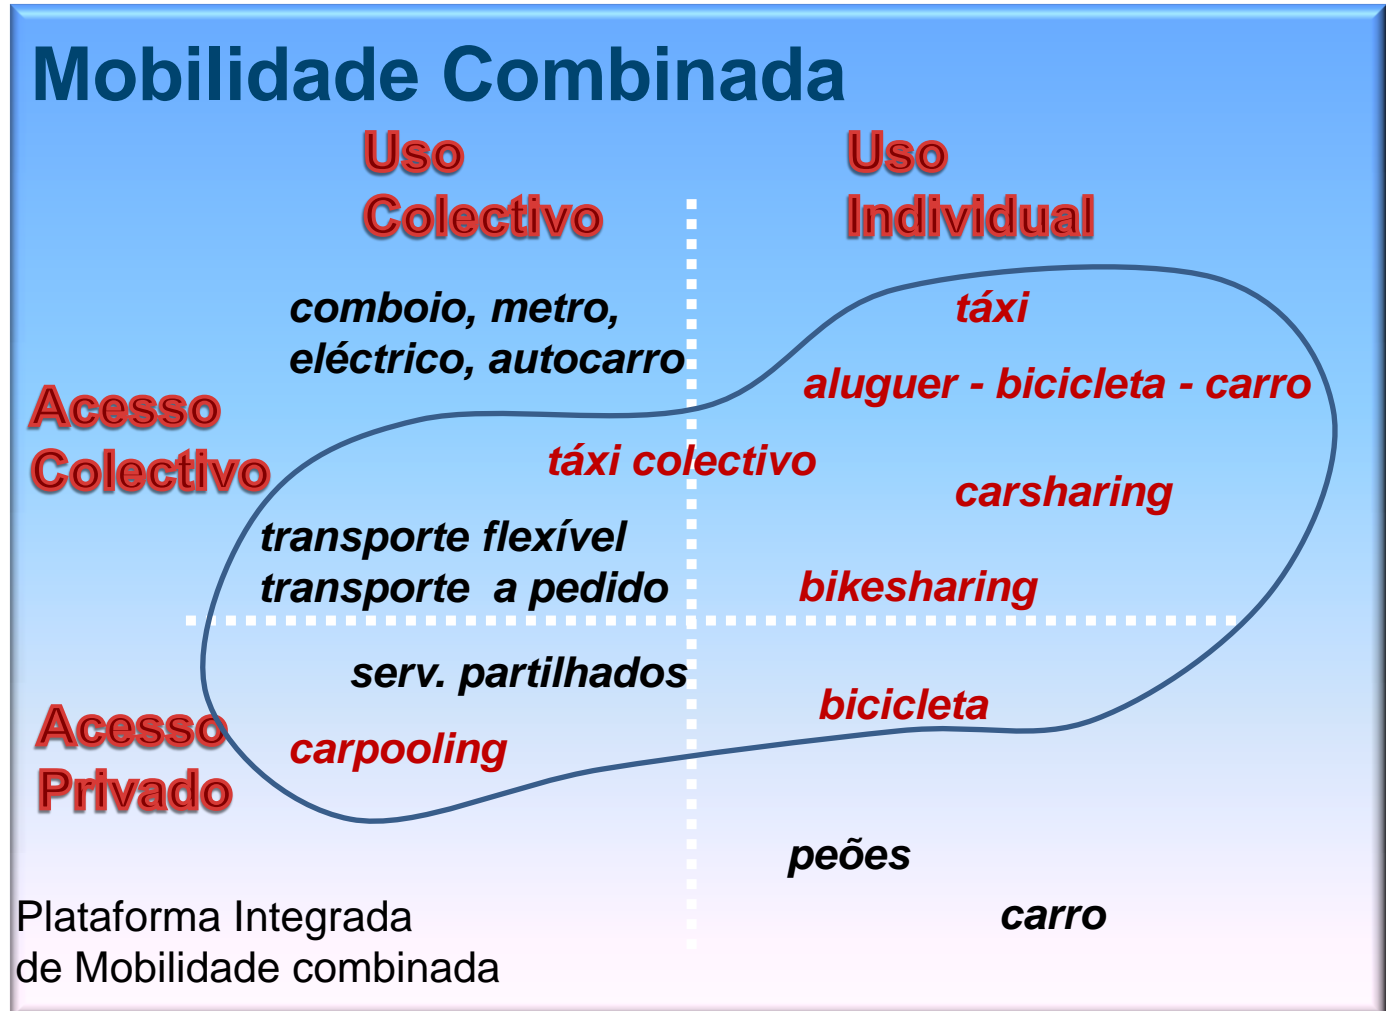 Mobilidade Combinada
Uso
Colectivo
Uso
Individual
comboio, metro,
eléctrico, autocarro
táxi
aluguer - bicicleta - carro
Acesso
Colectivo
táxi colectivo
carsharing
transporte flexível
transporte a pedido
bikesharing
serv. partilhados
bicicleta
Acesso
Privado
carpooling
peões
carro
Plataforma Integrada
de Mobilidade combinada